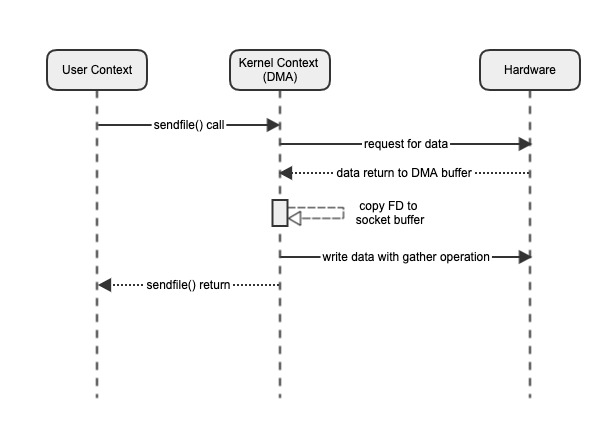 User Context
Kernel Context
(DMA)
Hardware
sendfile() call
request for data
data return to DMA buffer
copy FD to
socket buffer
write data with gather operation
sendfile() return